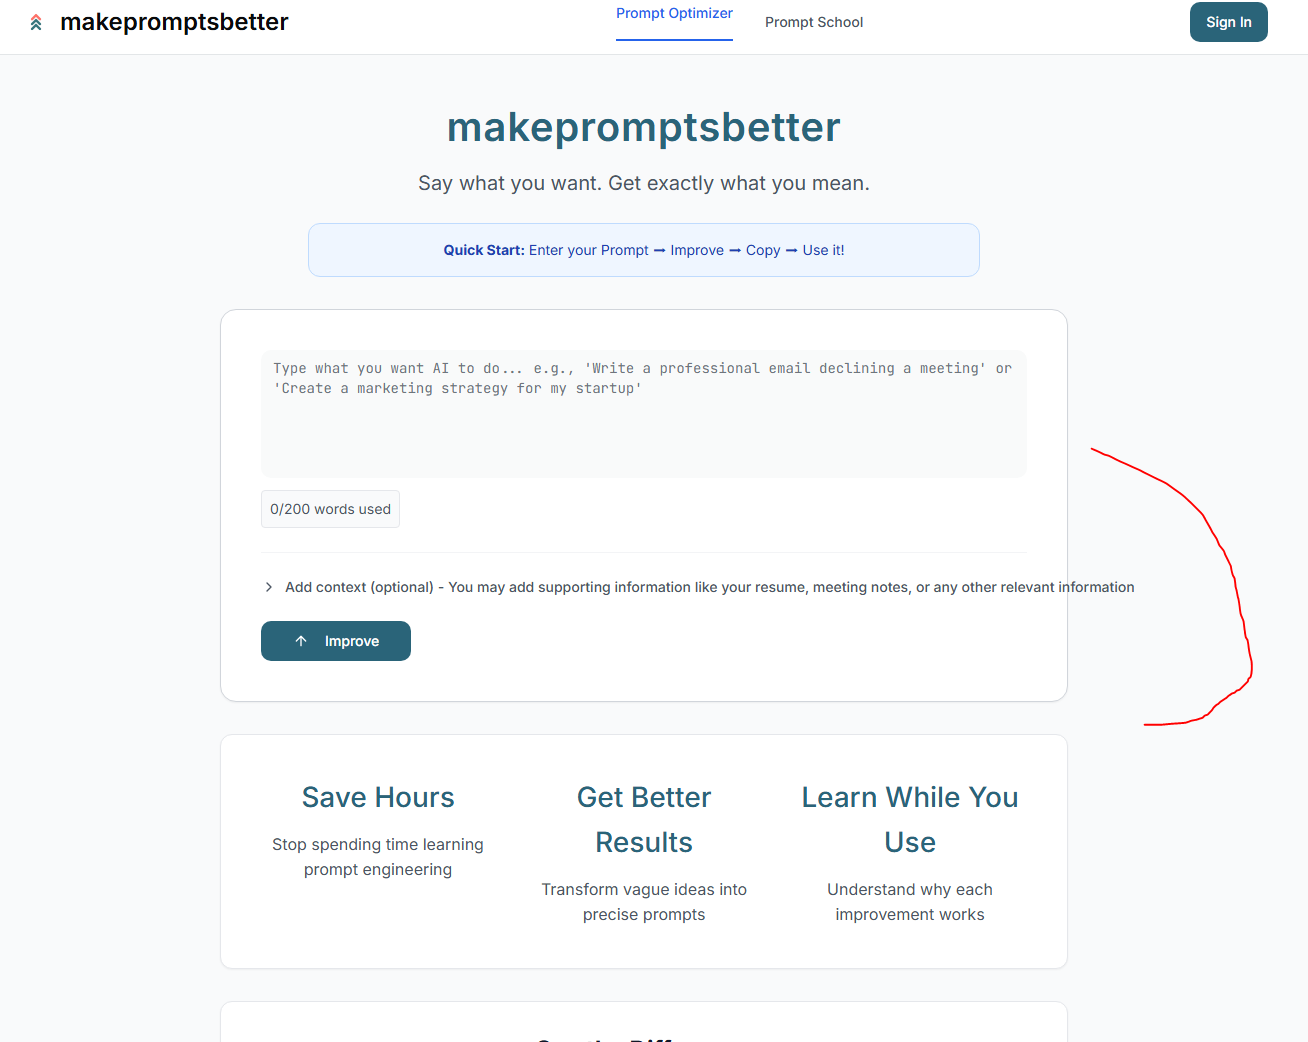 makepromptsbetter
Prompt Optimizer
Prompt School
Sign In
makepromptsbetter
Say what you want. Get exactly what you mean.
Quick Start: Enter your Prompt ➞ Improve ➞ Copy ➞ Use it!
Type what you want AI to do... e.g., 'Write a professional email declining a meeting' or
'Create a marketing strategy for my startup'
0/200 words used
Add context (optional) - You may add supporting information like your resume, meeting notes, or any other relevant information
Improve
Save Hours
Stop spending time learning
prompt engineering
Get Better
Results
Transform vague ideas into
precise prompts
Learn While You
Use
Understand why each
improvement works